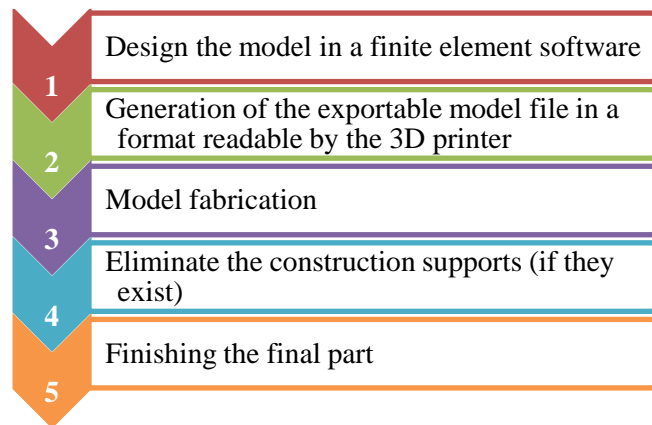 Design the model in a finite element software
1
Generation of the exportable model file in a
format readable by the 3D printer
2
Model fabrication
3
Eliminate the construction supports (if they
exist)
4
Finishing the final part
5